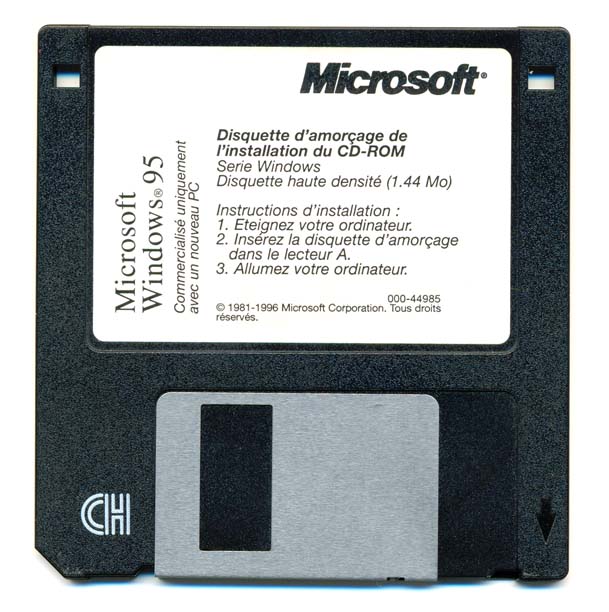 Microsoft®
Microsoft
Windows® 95
Commercialisé uniquement
avec un nouveau PC
Disquette d'amorçage de
l'installation du CD-ROM
Serie Windows
Disquette haute densité (1.44 Mo)
Instructions d'installation :
1. Eteignez votre ordinateur.
2. Insérez la disquette d'amorçage
dans le lecteur A.
3. Allumez votre ordinateur.
000-44985
© 1981-1996 Microsoft Corporation. Tous droits
réservés.
CH